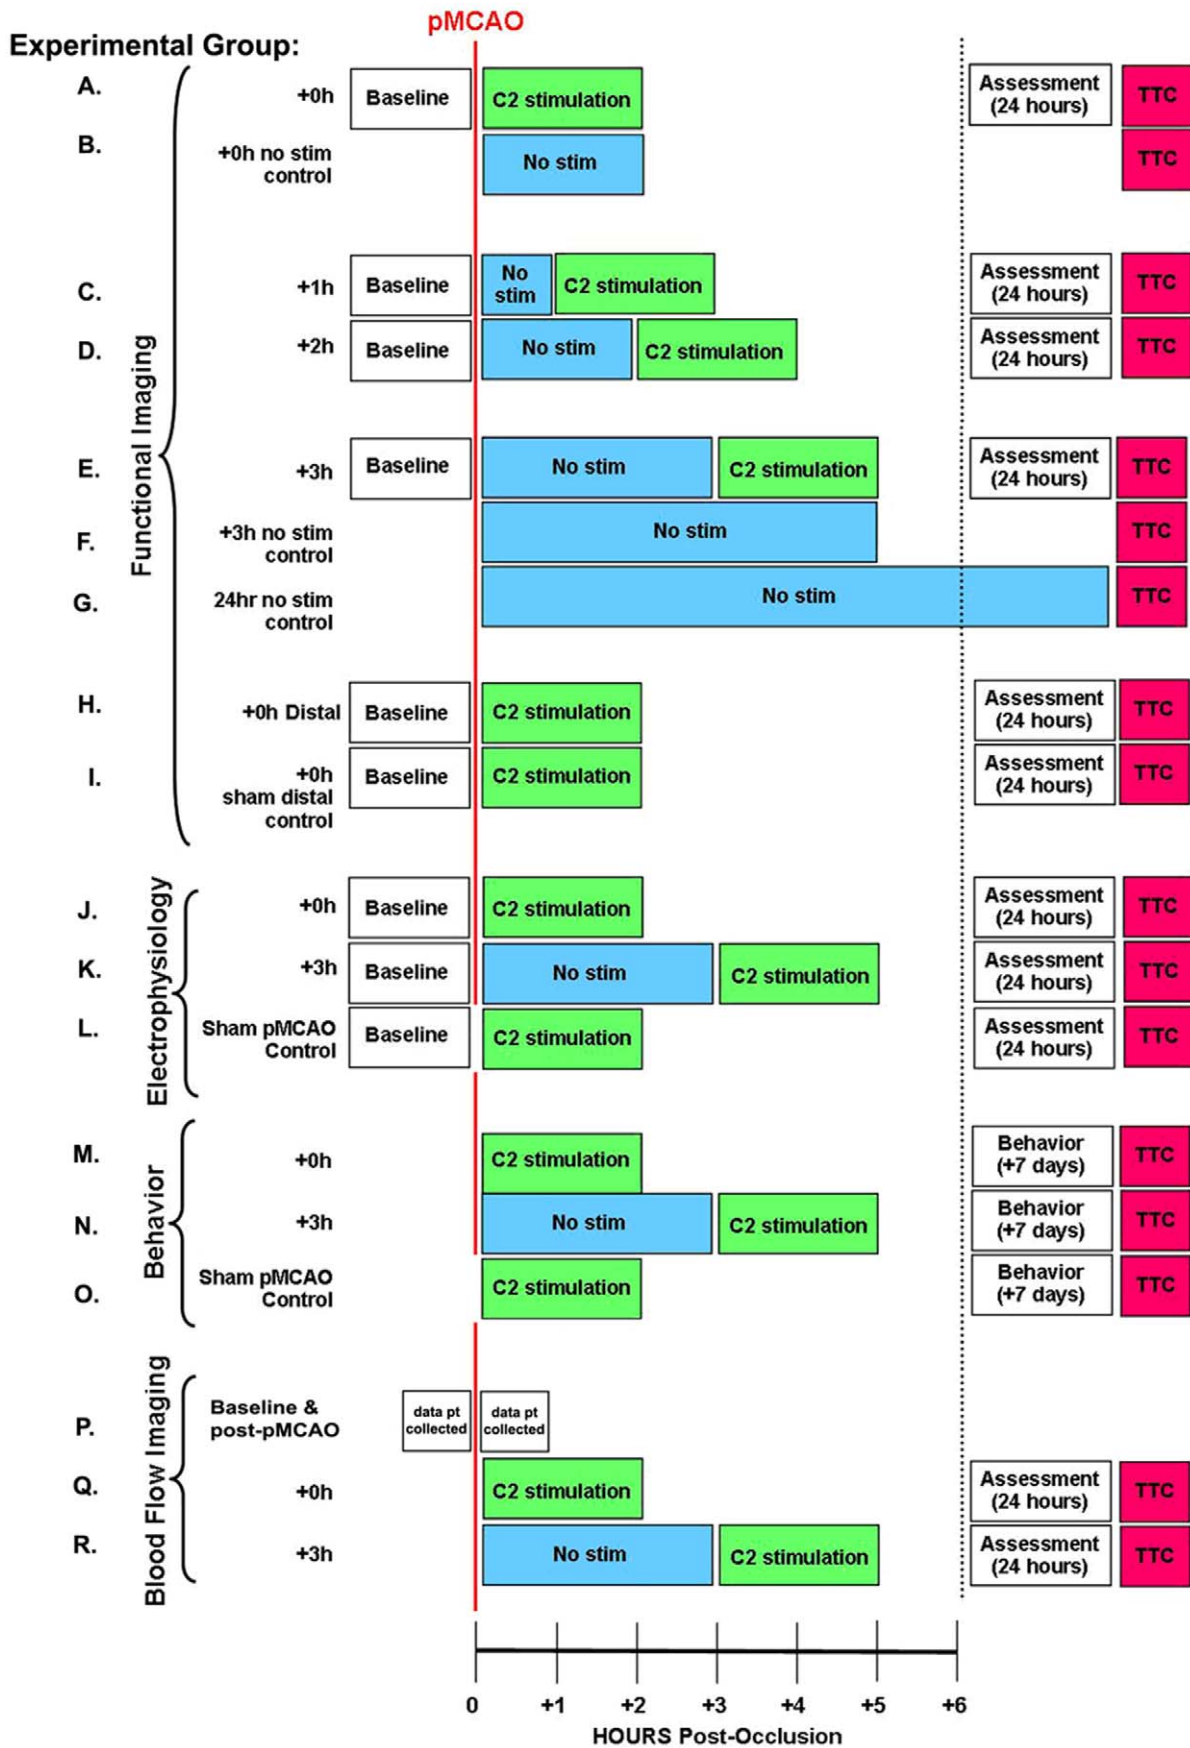 pMCAO
Experimental Group:
Functional Imaging
A.
+0h
Baseline
C2 stimulation
Assessment
(24 hours)
TTC
B.
+0h no stim
control
No stim
TTC
C.
+1h
Baseline
No
stim
C2 stimulation
Assessment
(24 hours)
TTC
D.
+2h
Baseline
No stim
C2 stimulation
Assessment
(24 hours)
TTC
E.
+3h
Baseline
No stim
C2 stimulation
Assessment
(24 hours)
TTC
F.
+3h no stim
control
No stim
TTC
G.
24hr no stim
control
No stim
TTC
H.
+0h Distal
Baseline
C2 stimulation
Assessment
(24 hours)
TTC
I.
+0h
sham distal
control
Baseline
C2 stimulation
Assessment
(24 hours)
TTC
Electrophysiology
J.
+0h
Baseline
C2 stimulation
Assessment
(24 hours)
TTC
K.
+3h
Baseline
No stim
C2 stimulation
Assessment
(24 hours)
TTC
L.
Sham pMCAO
Control
Baseline
C2 stimulation
Assessment
(24 hours)
TTC
Behavior
M.
+0h
C2 stimulation
Behavior
(+7 days)
TTC
N.
+3h
No stim
C2 stimulation
Behavior
(+7 days)
TTC
O.
Sham pMCAO
Control
C2 stimulation
Behavior
(+7 days)
TTC
Blood Flow Imaging
P.
Baseline &
post-pMCAO
data pt
collected
data pt
collected
Q.
+0h
C2 stimulation
Assessment
(24 hours)
TTC
R.
+3h
No stim
C2 stimulation
Assessment
(24 hours)
TTC
0 +1 +2 +3 +4 +5 +6
HOURS Post-Occlusion